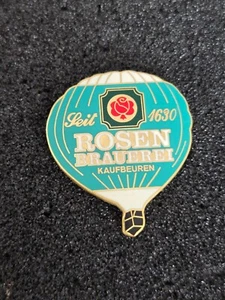 Seit 1630
ROSEN
BRAUEREI
KAUFBEUREN